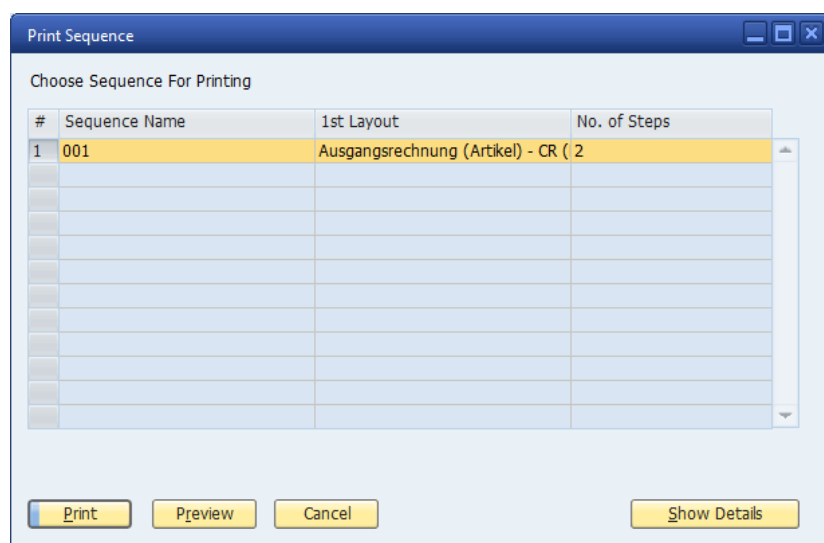 Print Sequence
Choose Sequence For Printing
# Sequence Name 1st Layout No. of Steps
1 001 Ausgangsrechnung (Artikel) - CR ( 2
Print Preview Cancel Show Details